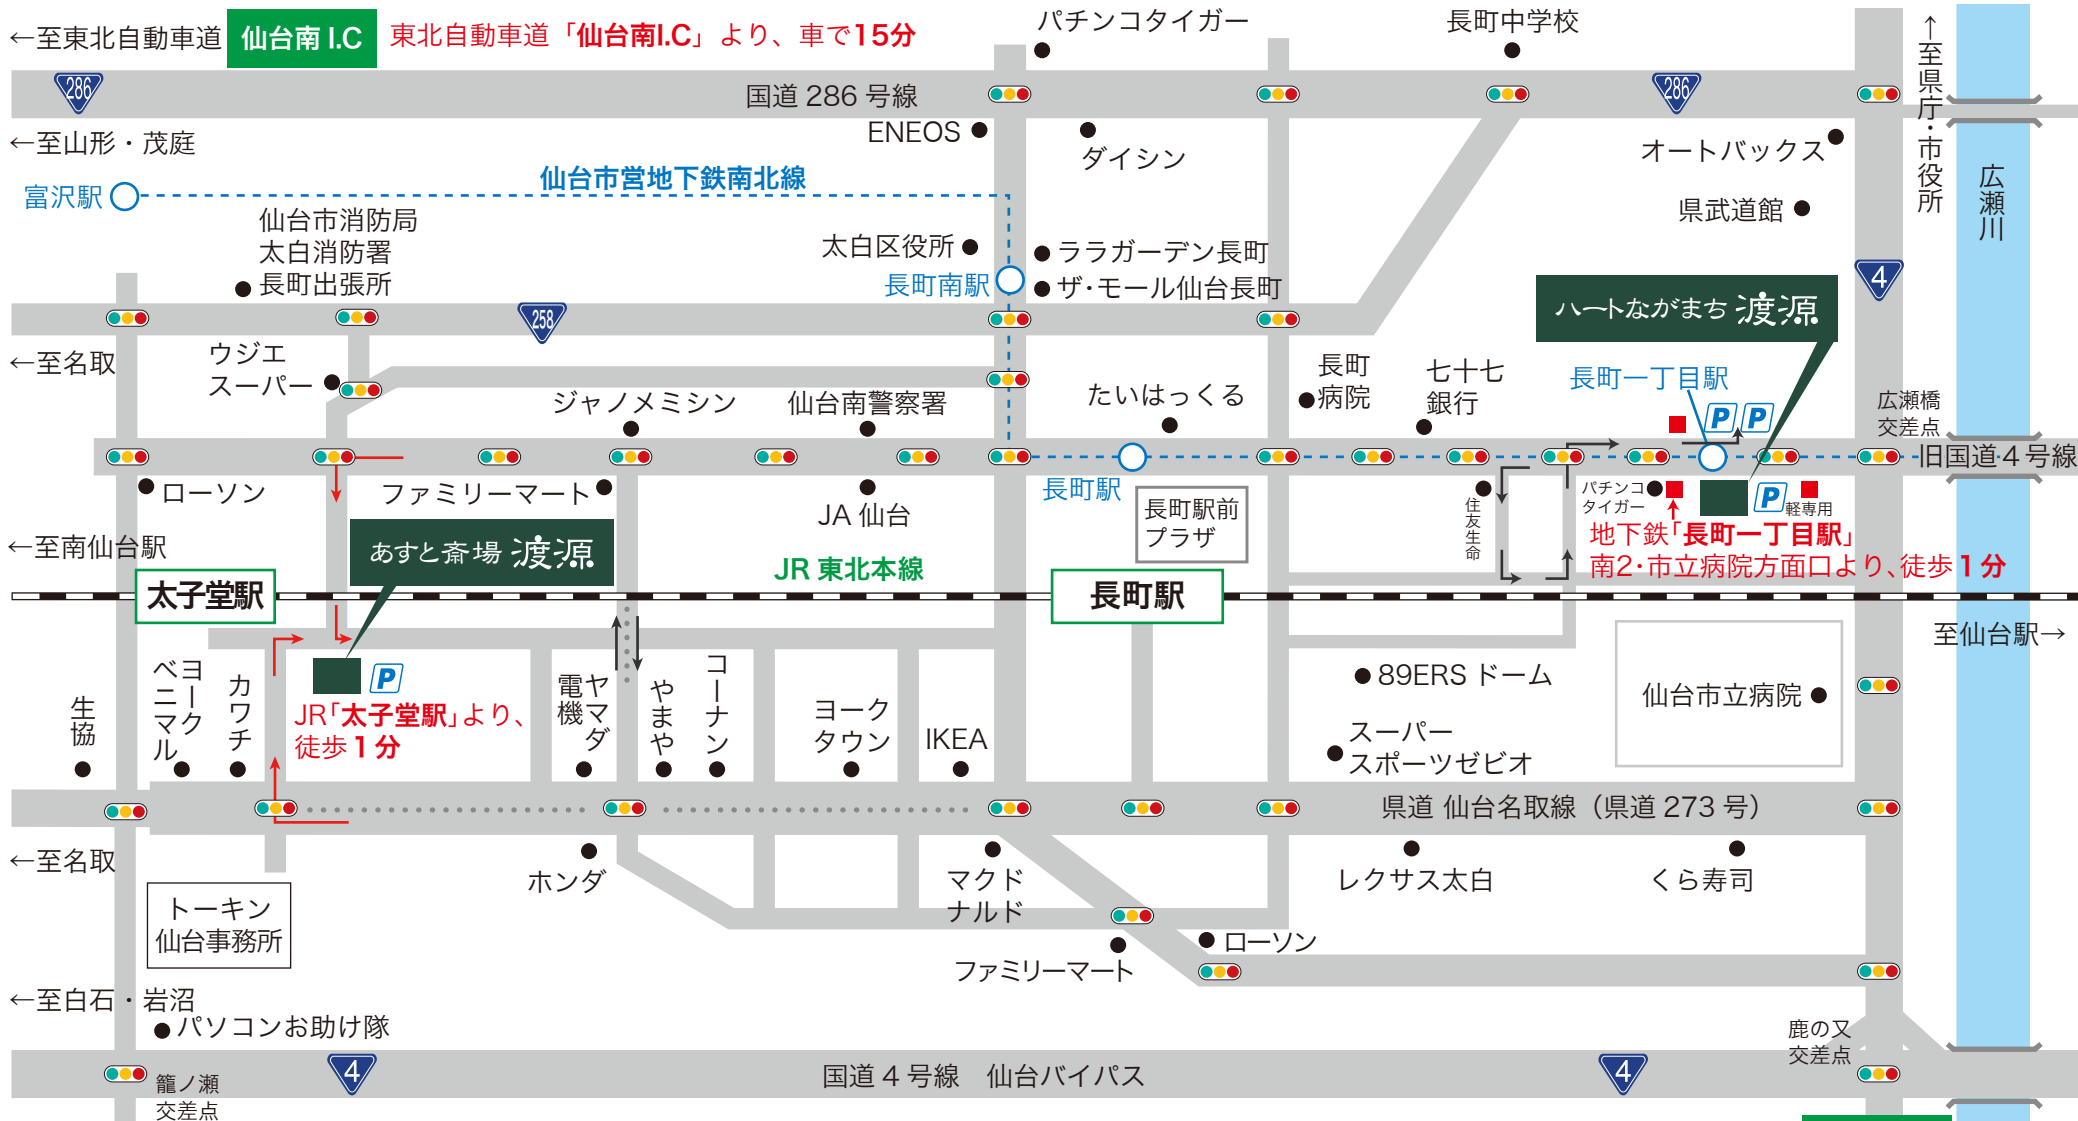 ←至東北自動車道
仙台南 I.C
東北自動車道「仙台南I.C」より、車で15分
パチンコタイガー
長町中学校
↑至県庁・市役所
286
国道 286 号線
286
←至山形・茂庭
ENEOS
ダイシン
オートバックス
広瀬川
富沢駅
仙台市営地下鉄南北線
県武道館
仙台市消防局
太白消防署
長町出張所
太白区役所
ララガーデン長町
長町南駅
ザ・モール仙台長町
4
258
ハートながまち 渡源
←至名取
ウジエ
スーパー
ジャノメミシン
仙台南警察署
たいはっくる
長町
病院
七十七
銀行
長町一丁目駅
P
P
広瀬橋
交差点
旧国道4号線
ローソン
ファミリーマート
JA 仙台
長町駅
長町駅前
プラザ
住友生命
パチンコ
タイガー
P
軽専用
地下鉄「長町一丁目駅」
南2・市立病院方面口より、徒歩1分
←至南仙台駅
あすと斎場 渡源
JR 東北本線
太子堂駅
長町駅
至仙台駅→
生協
ヨーク
ベニマル
カワチ
P
JR「太子堂駅」より、
徒歩1分
ヤマダ
電機
やまや
コーナン
ヨーク
タウン
IKEA
89ERS ドーム
スーパー
スポーツゼビオ
仙台市立病院
県道 仙台名取線（県道 273 号）
←至名取
ホンダ
マクド
ナルド
レクサス太白
くら寿司
トーキン
仙台事務所
ファミリーマート
ローソン
←至白石・岩沼
パソコンお助け隊
鹿の又
交差点
4
国道 4 号線　仙台バイパス
4
籠ノ瀬
交差点